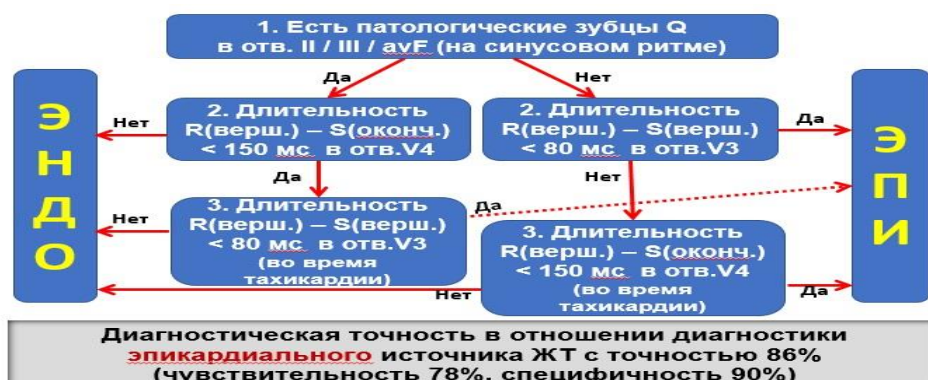 1. Есть патологические зубцы Q
в отв. II / III / avF (на синусовом ритме)
Да
Нет
Э
Н
Д
О
Нет
2. Длительность
R(верш.) – S(оконч.)
< 150 мс в отв.V4
2. Длительность
R(верш.) – S(верш.)
< 80 мс в отв.V3
Да
Э
П
И
Да
Нет
Нет
3. Длительность
R(верш.) – S(верш.)
< 80 мс в отв.V3
(во время
тахикардии)
Да
3. Длительность
R(верш.) – S(оконч.)
< 150 мс в отв.V4
(во время
тахикардии)
Нет
Да
Диагностическая точность в отношении диагностики
эпикардиального источника ЖТ с точностью 86%
(чувствительность 78%, специфичность 90%)